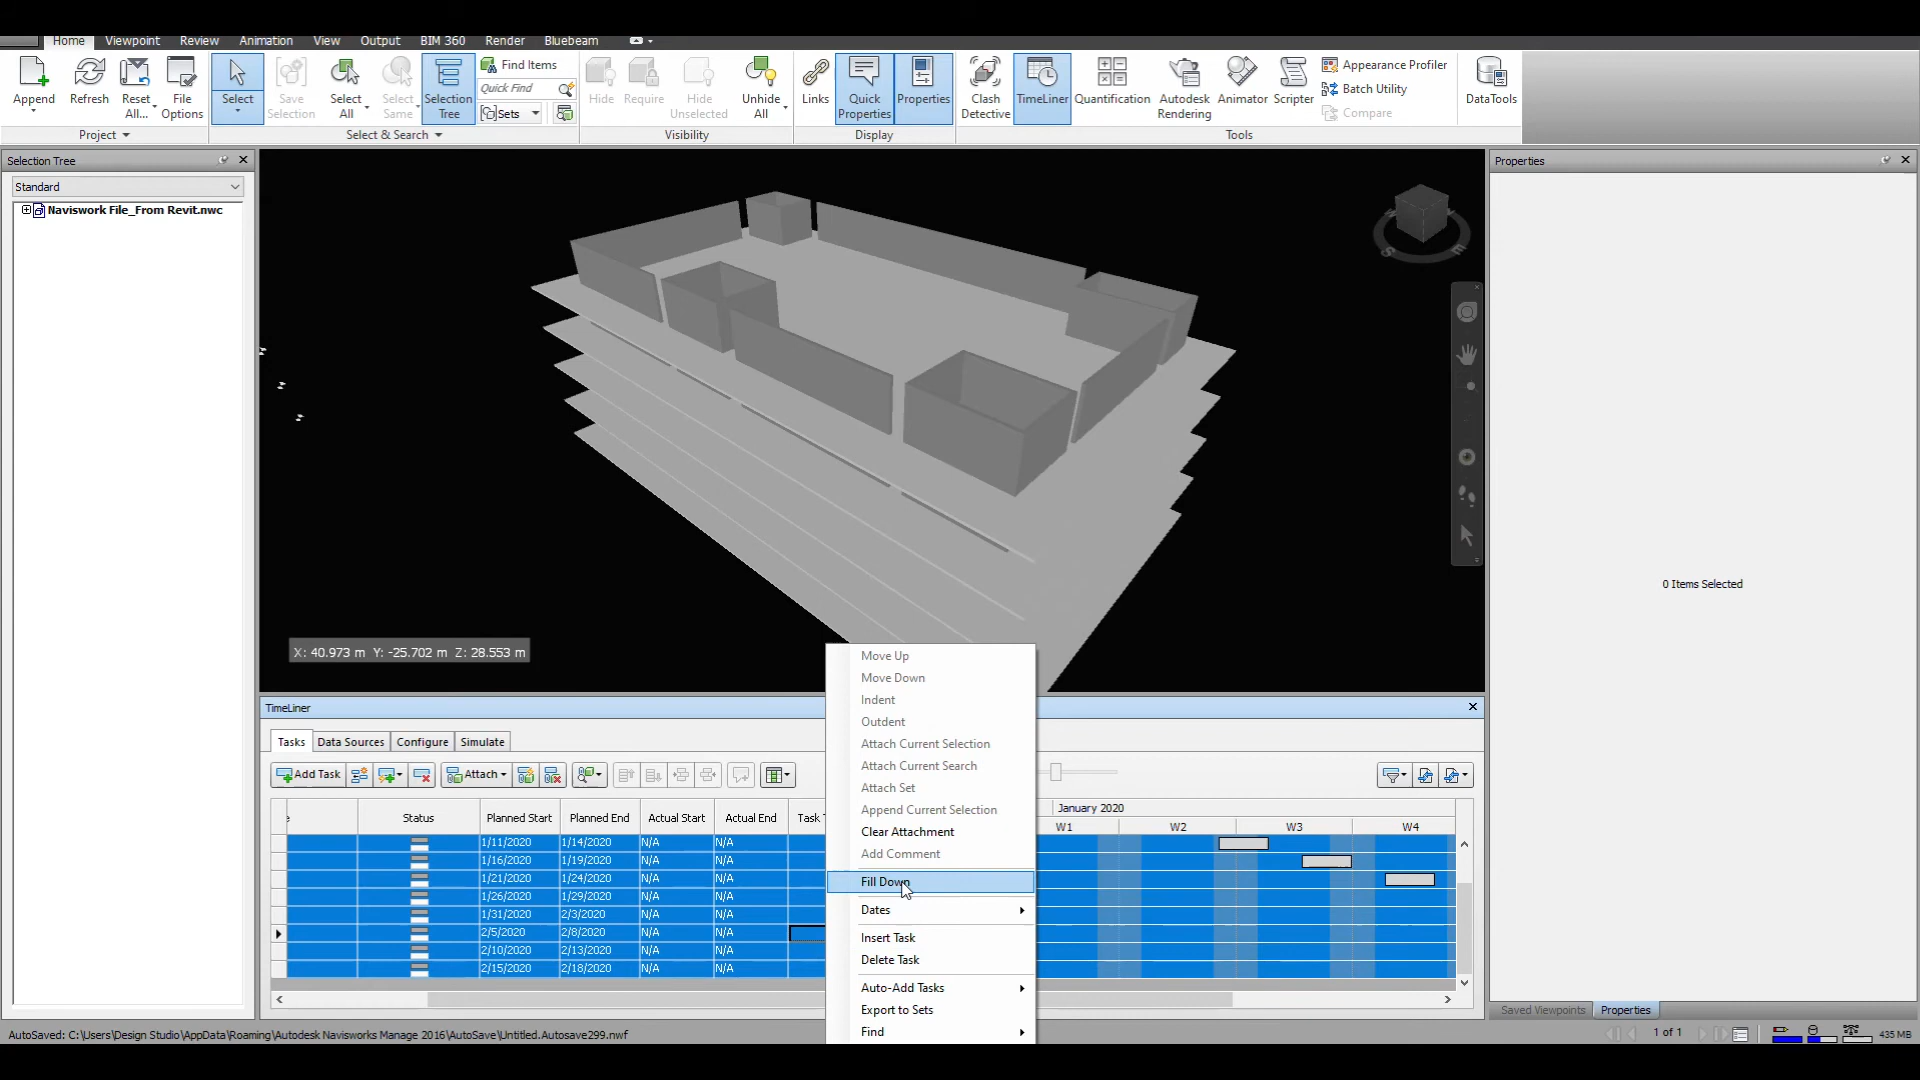 Home Viewpoint Review Animation View Output BIM 360 Render Bluebeam
Append
Refresh
Reset
All...
File
Options
Project
Select
Save
Selection
Select
All
Select
Same
Selection
Tree
Find Items
Quick Find
Sets
Select & Search
Hide
Require
Hide
Unselected
Unhide
All
Visibility
Links
Quick
Properties
Properties
Display
Clash
Detective
TimeLiner
Quantification
Autodesk
Rendering
Animator
Scripter
Appearance Profiler
Batch Utility
Compare
Tools
DataTools
Selection Tree
Standard
Naviswork File_From Revit.nwc
S
E
X: 40.973 m Y: -25.702 m Z: 28.553 m
Properties
0 Items Selected
Saved Viewpoints Properties
TimeLiner
Tasks Data Sources Configure Simulate
Add Task
Attach
Status Planned Start Planned End Actual Start Actual End Task
1/11/2020 1/14/2020 N/A N/A
1/16/2020 1/19/2020 N/A N/A
1/21/2020 1/24/2020 N/A N/A
1/26/2020 1/29/2020 N/A N/A
1/31/2020 2/3/2020 N/A N/A
2/5/2020 2/8/2020 N/A N/A
2/10/2020 2/13/2020 N/A N/A
2/15/2020 2/18/2020 N/A N/A
January 2020
W1 W2 W3 W4
Move Up
Move Down
Indent
Outdent
Attach Current Selection
Attach Current Search
Attach Set
Append Current Selection
Clear Attachment
Add Comment
Fill Down
Dates
Insert Task
Delete Task
Auto-Add Tasks
Export to Sets
Find
AutoSaved: C:\Users\Design Studio\AppData\Roaming\Autodesk Navisworks Manage 2016\AutoSave\Untitled.Autosave299.nwf
1 of 1
435 MB